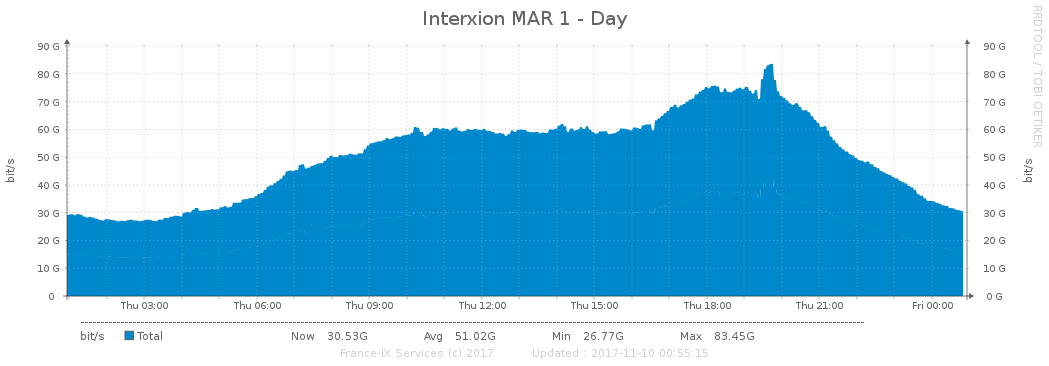 Interxion MAR 1 - Day
RRDTOOL / TOBI OETIKER
90 G 90 G
80 G 80 G
70 G 70 G
60 G 60 G
50 G 50 G
40 G 40 G
30 G 30 G
20 G 20 G
10 G 10 G
0 0 G
bit/s
bit/s
Thu 03:00 Thu 06:00 Thu 09:00 Thu 12:00 Thu 15:00 Thu 18:00 Thu 21:00 Fri 00:00
bit/s Total Now 30.53G Avg 51.02G Min 26.77G Max 83.45G
France-IX Services (c) 2017 Updated : 2017-11-10 00:55:15